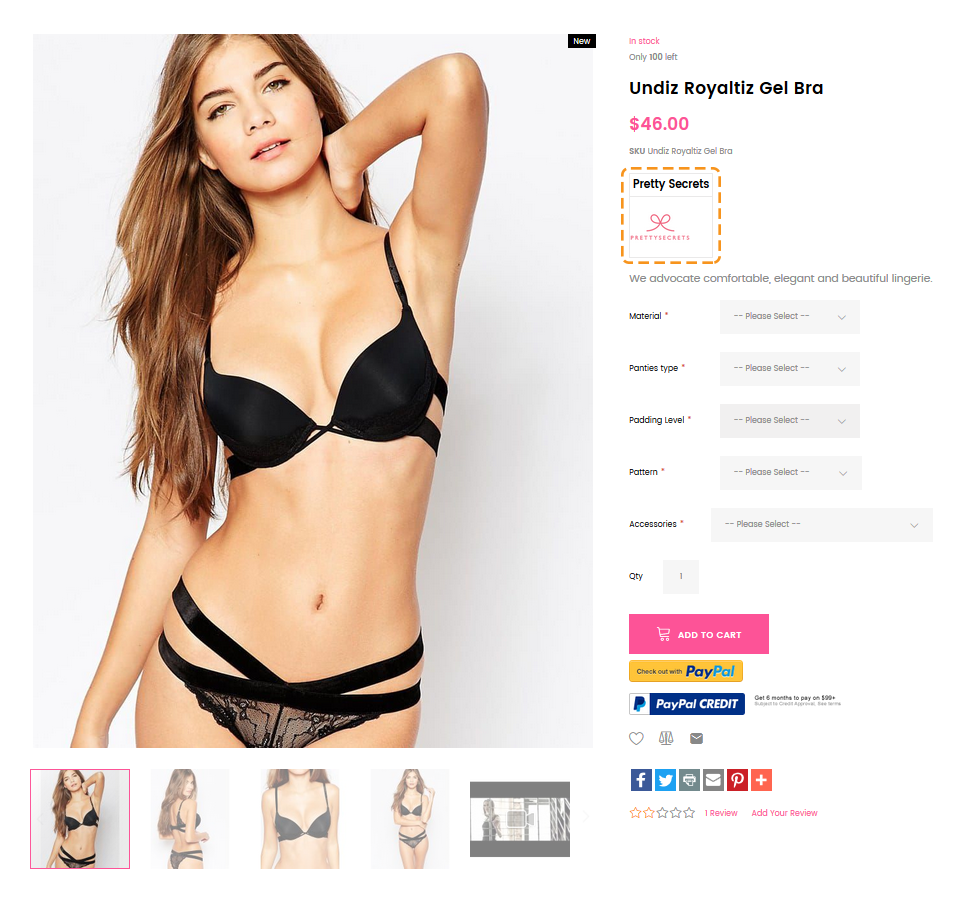 New
In stock
Only 100 left
Undiz Royaltiz Gel Bra
$46.00
SKU Undiz Royaltiz Gel Bra
Pretty Secrets
PRETTYSECRETS
We advocate comfortable, elegant and beautiful lingerie.
Material * -- Please Select --
Panties type * -- Please Select --
Padding Level * -- Please Select --
Pattern * -- Please Select --
Accessories * -- Please Select --
Qty 1
ADD TO CART
Check out with PayPal
PayPal CREDIT
Get 6 months to pay on $99+
Subject to Credit Approval. See terms
1 Review Add Your Review